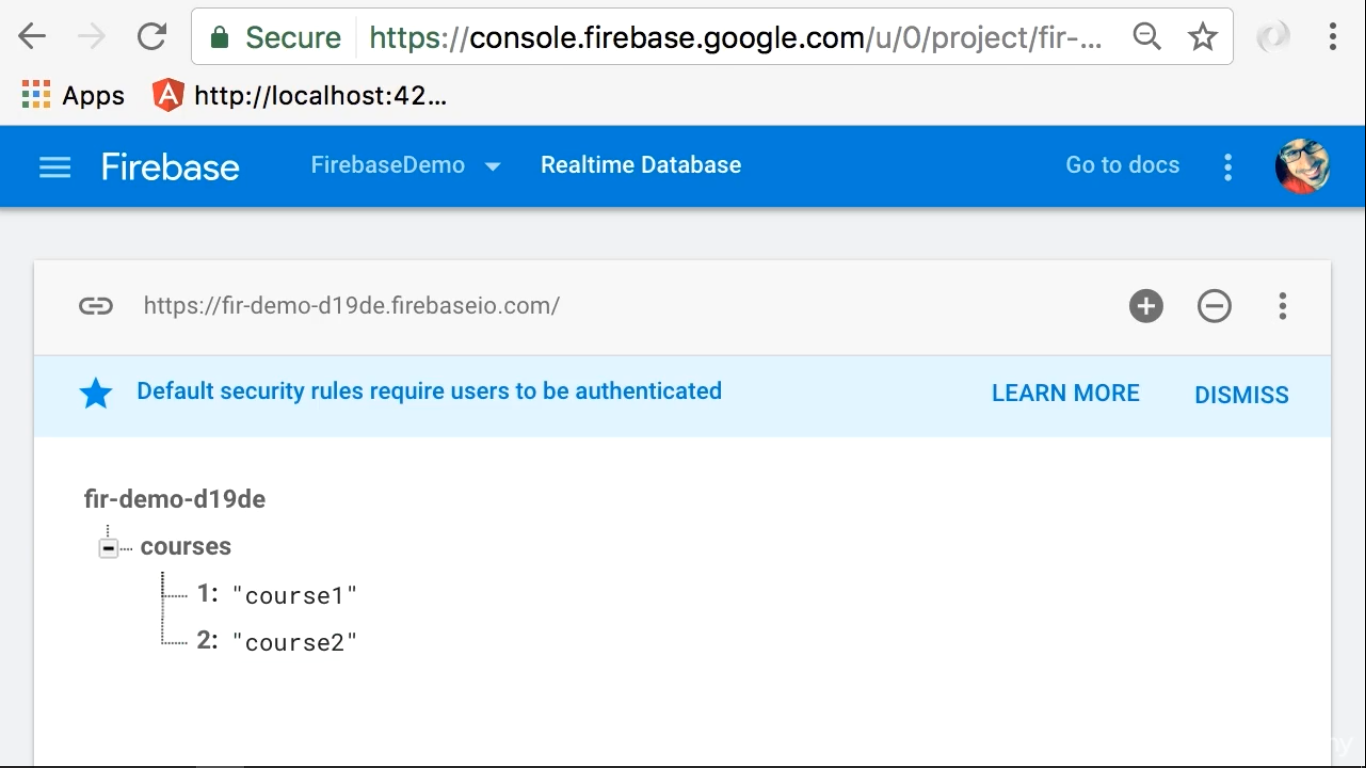 Secure https://console.firebase.google.com/u/0/project/fir-...
Apps http://localhost:42...
Firebase FirebaseDemo Realtime Database Go to docs
https://fir-demo-d19de.firebaseio.com/
Default security rules require users to be authenticated LEARN MORE DISMISS
fir-demo-d19de
courses
1: "course1"
2: "course2"